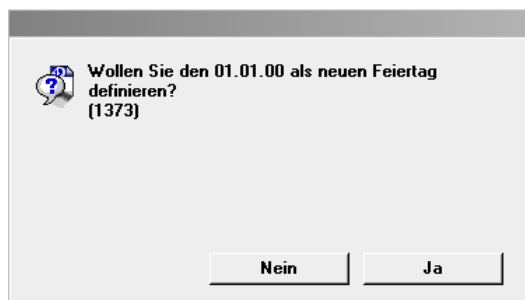 Wollen Sie den 01.01.00 als neuen Feiertag
definieren?
(1373)
Nein
Ja